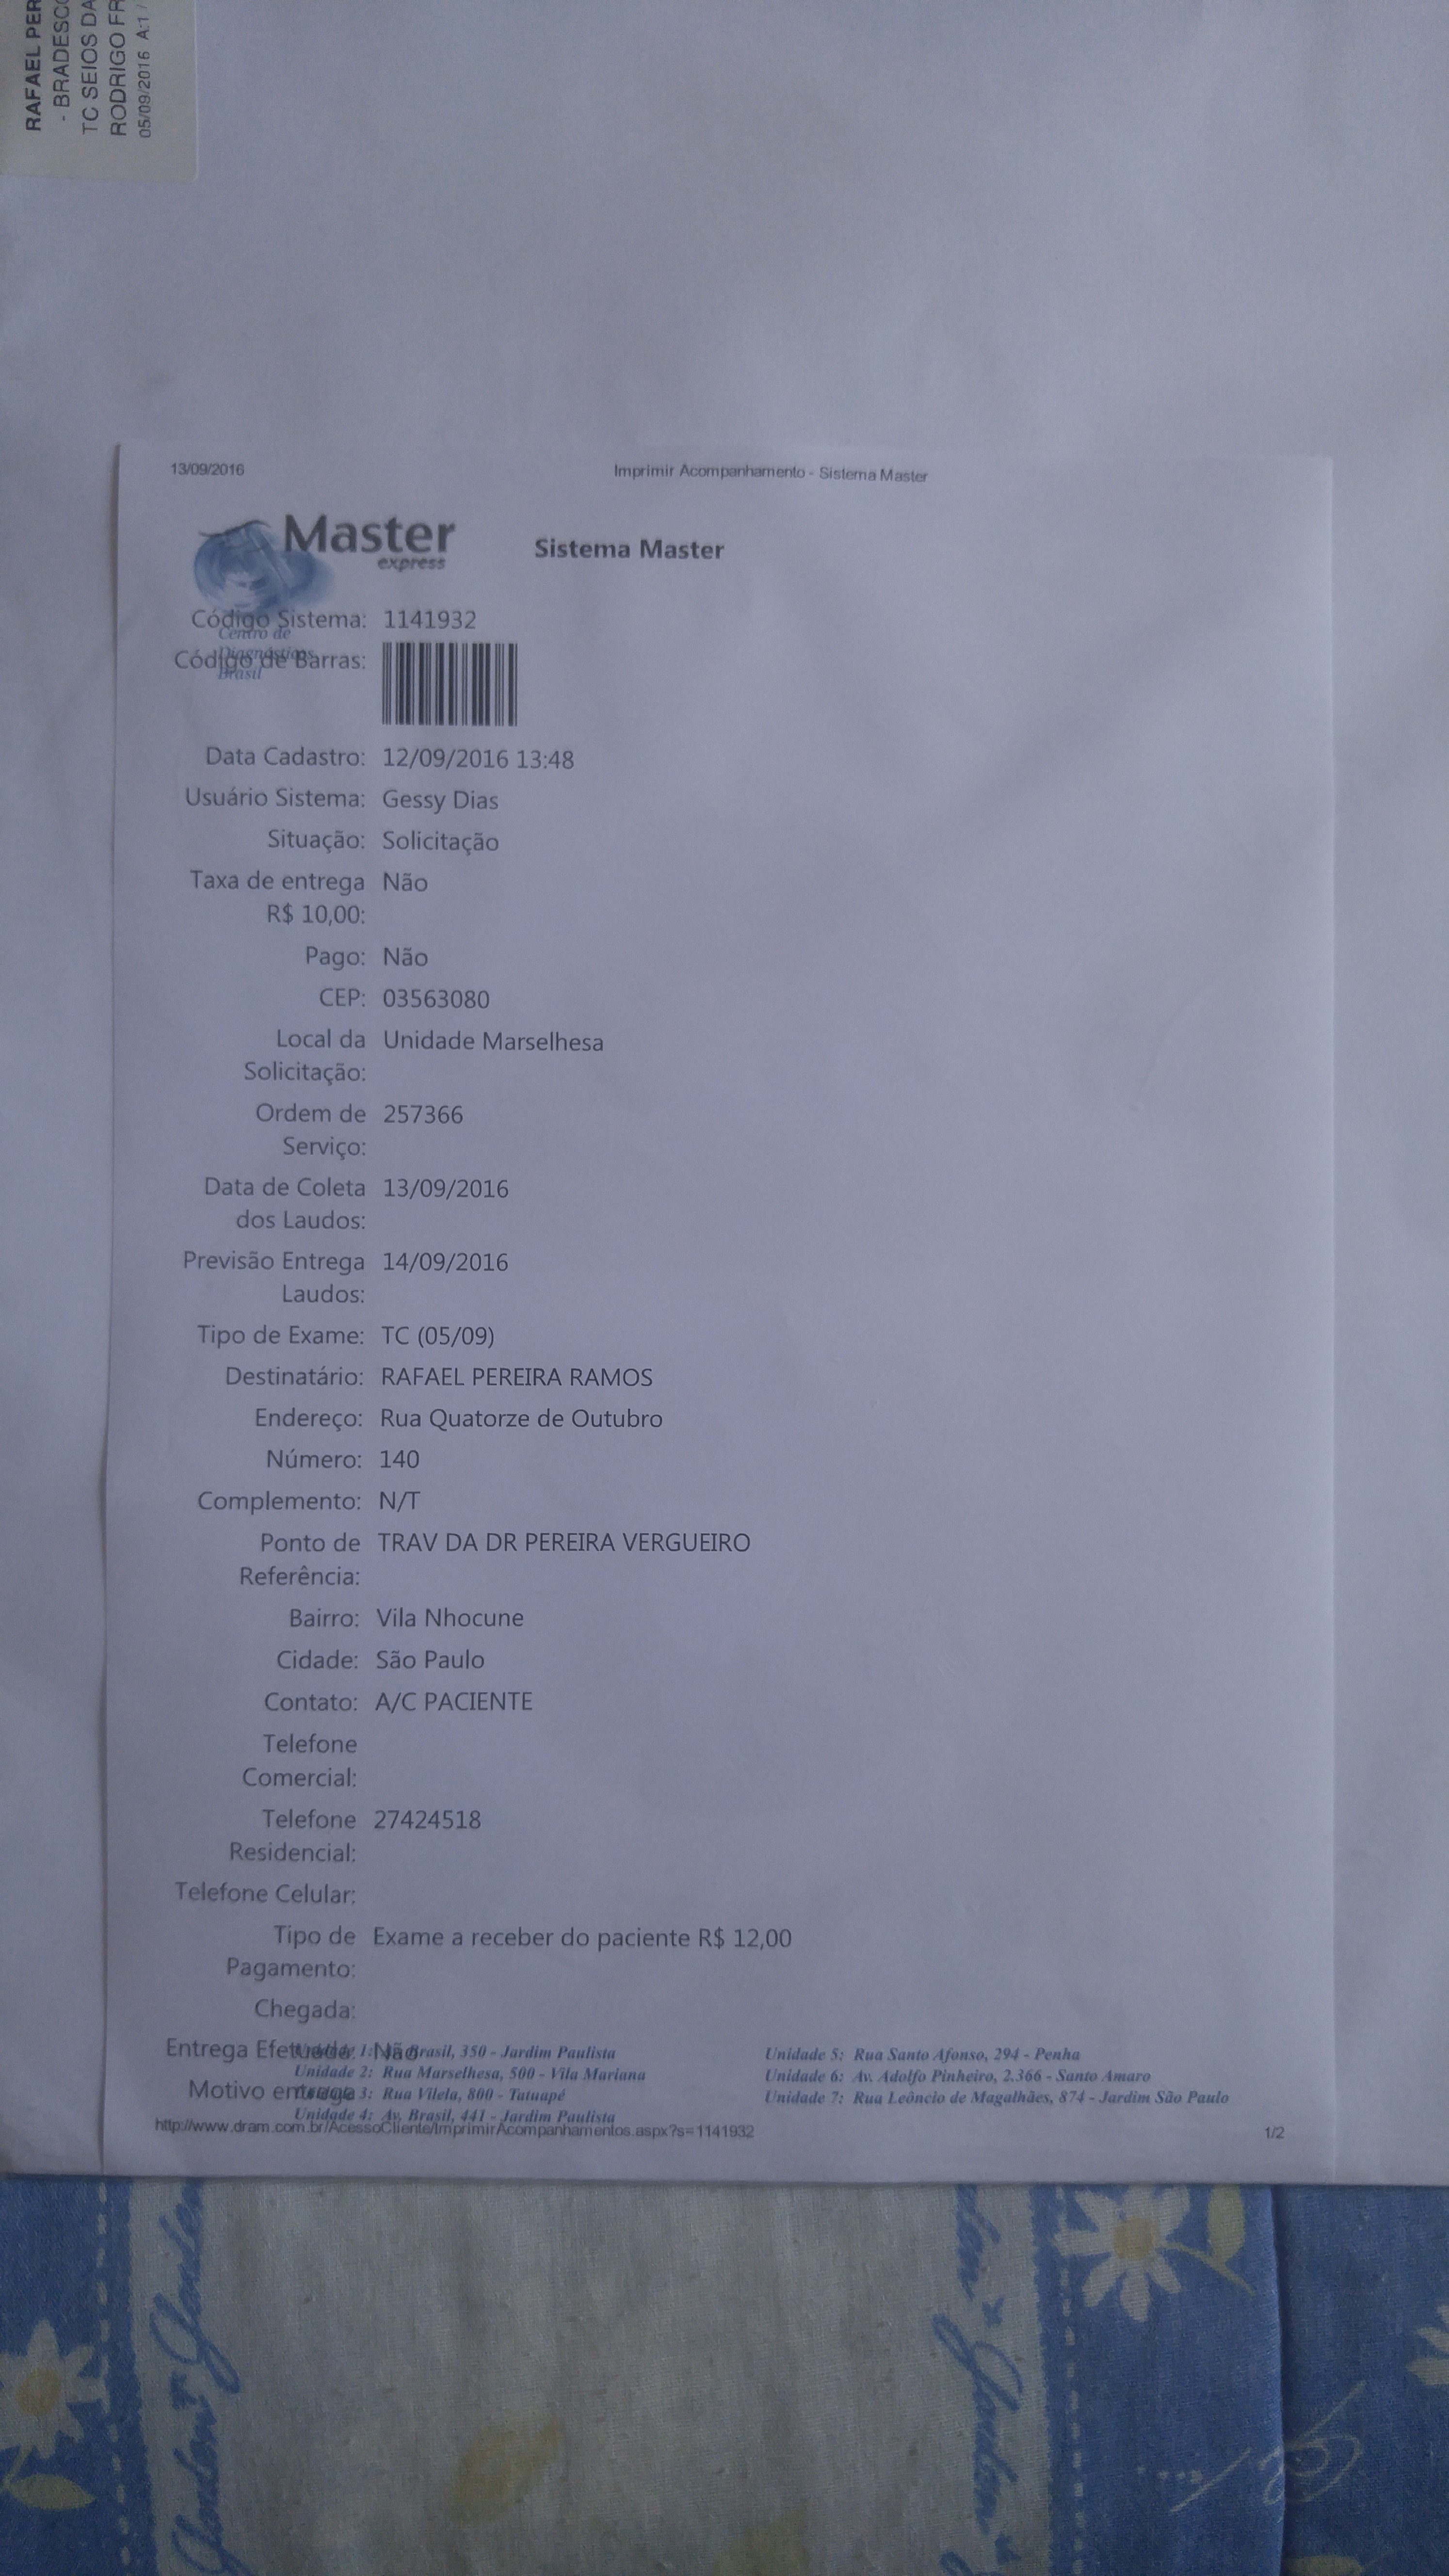 RAFAEL PER
- BRADESCO
TC SEIOS DA
RODRIGO FR
05/09/2016 A:1 /
13/09/2016 Imprimir Acompanhamento - Sistema Master
Master
express
Sistema Master
Código Sistema: 1141932
Centro de
Diagnósticos
Brasil
Código de Barras:
Data Cadastro: 12/09/2016 13:48
Usuário Sistema: Gessy Dias
Situação: Solicitação
Taxa de entrega Não
R$ 10,00:
Pago: Não
CEP: 03563080
Local da Unidade Marselhesa
Solicitação:
Ordem de 257366
Serviço:
Data de Coleta 13/09/2016
dos Laudos:
Previsão Entrega 14/09/2016
Laudos:
Tipo de Exame: TC (05/09)
Destinatário: RAFAEL PEREIRA RAMOS
Endereço: Rua Quatorze de Outubro
Número: 140
Complemento: N/T
Ponto de TRAV DA DR PEREIRA VERGUEIRO
Referência:
Bairro: Vila Nhocune
Cidade: São Paulo
Contato: A/C PACIENTE
Telefone
Comercial:
Telefone 27424518
Residencial:
Telefone Celular:
Tipo de Exame a receber do paciente R$ 12,00
Pagamento:
Chegada:
Entrega Efetuada: Não
Unidade 1: Brasil, 350 - Jardim Paulista
Unidade 2: Rua Marselhesa, 500 - Vila Mariana
Motivo entrega
Unidade 3: Rua Vilela, 800 - Tatuapé
Unidade 4: Av. Brasil, 441 - Jardim Paulista
Unidade 5: Rua Santo Afonso, 294 - Penha
Unidade 6: Av. Adolfo Pinheiro, 2.366 - Santo Amaro
Unidade 7: Rua Leôncio de Magalhães, 874 - Jardim São Paulo
http://www.dram.com.br/AcessoCliente/ImprimirAcompanhamentos.aspx?s=1141932 1/2